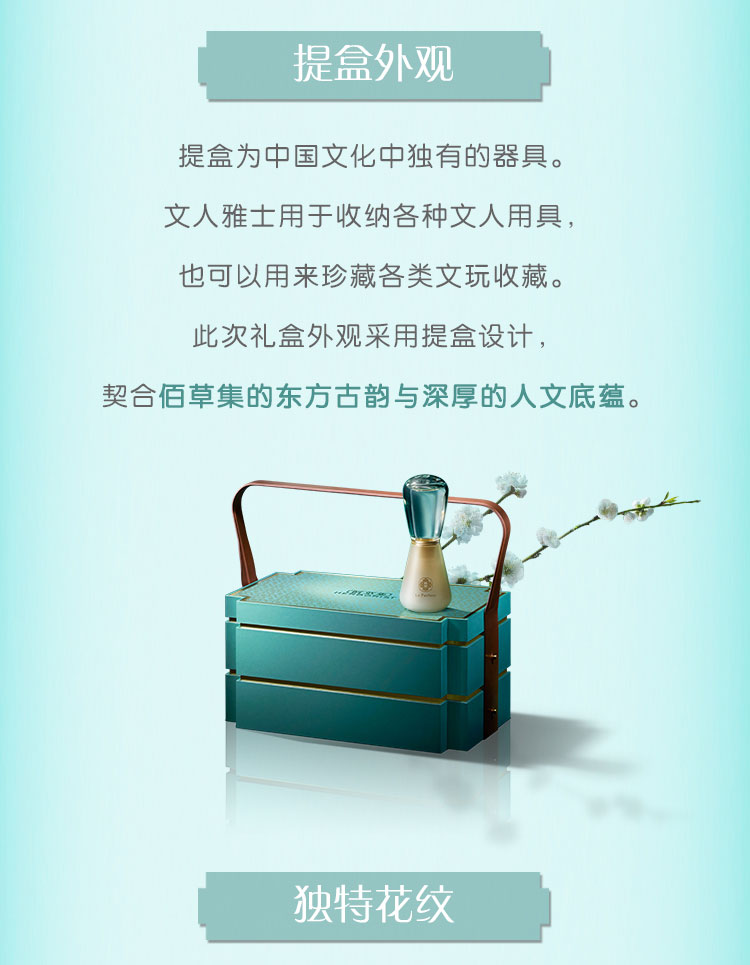 提盒外观
提盒为中国文化中独有的器具。
文人雅士用于收纳各种文人用具，
也可以用来珍藏各类文玩收藏。
此次礼盒外观采用提盒设计，
契合佰草集的东方古韵与深厚的人文底蕴。
独特花纹